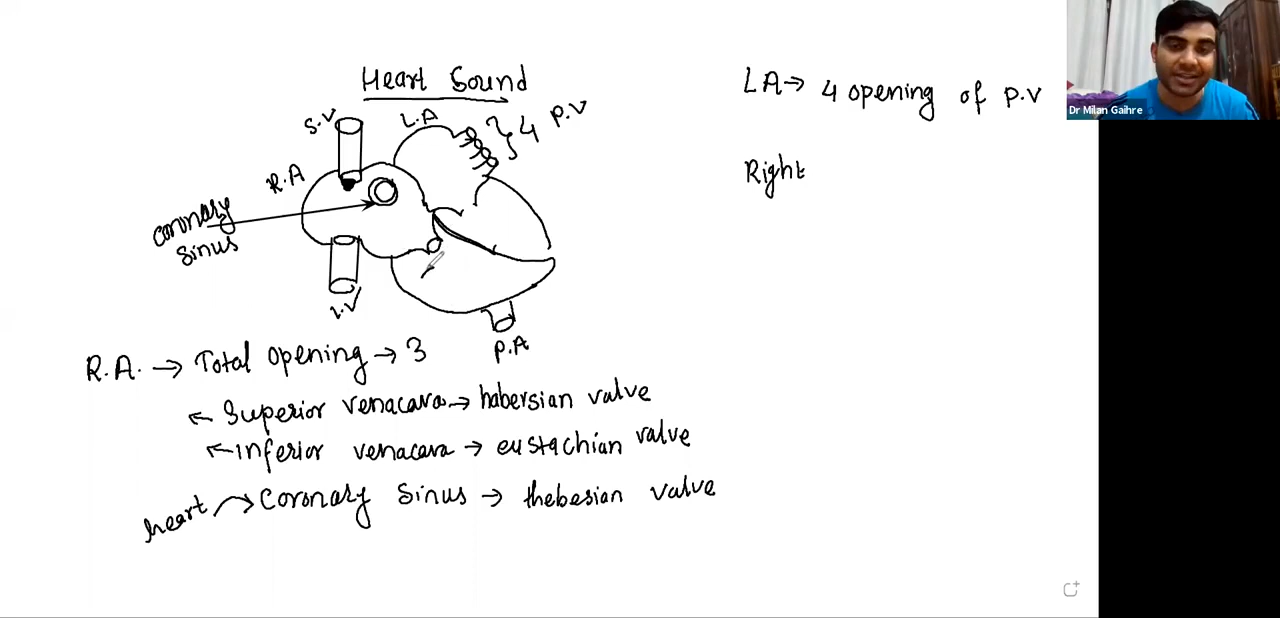 Heart Sound
L.A
4 P.V
S.V
R.A
coronary
sinus
I.V
P.A
R.A. → Total opening → 3
← Superior venacava → habersian valve
← Inferior venacava → eustachian valve
heart → Coronary Sinus → thebesian valve
LA → 4 opening of P.V
Right
Dr Milan Gaihre